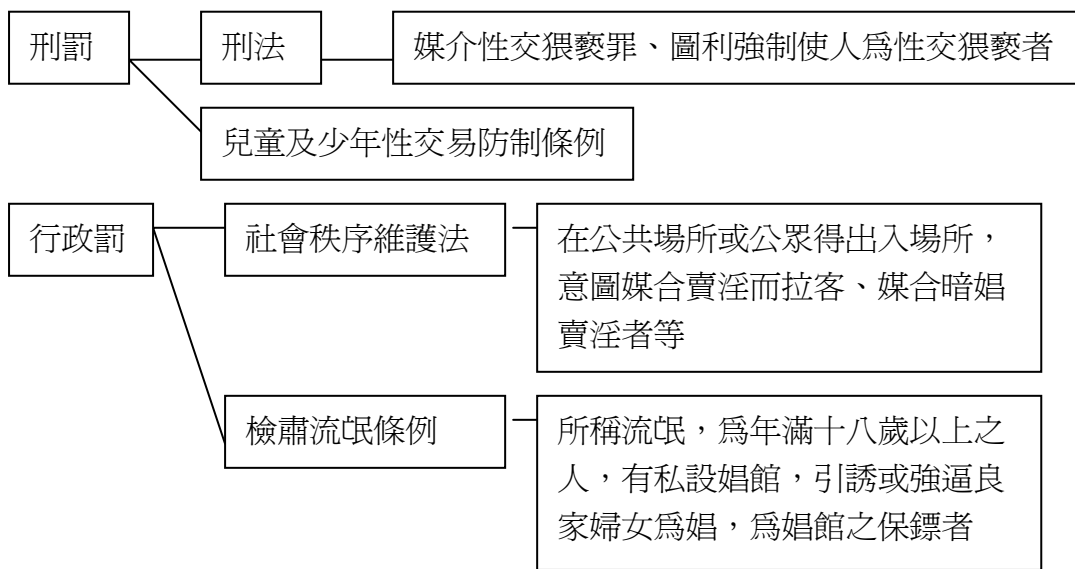 刑罰
刑法
媒介性交猥褻罪、圖利強制使人為性交猥褻者
兒童及少年性交易防制條例
行政罰
社會秩序維護法
在公共場所或公眾得出入場所，
意圖媒合賣淫而拉客、媒合暗娼
賣淫者等
檢肅流氓條例
所稱流氓，為年滿十八歲以上之
人，有私設娼館，引誘或強逼良
家婦女為娼，為娼館之保鏢者